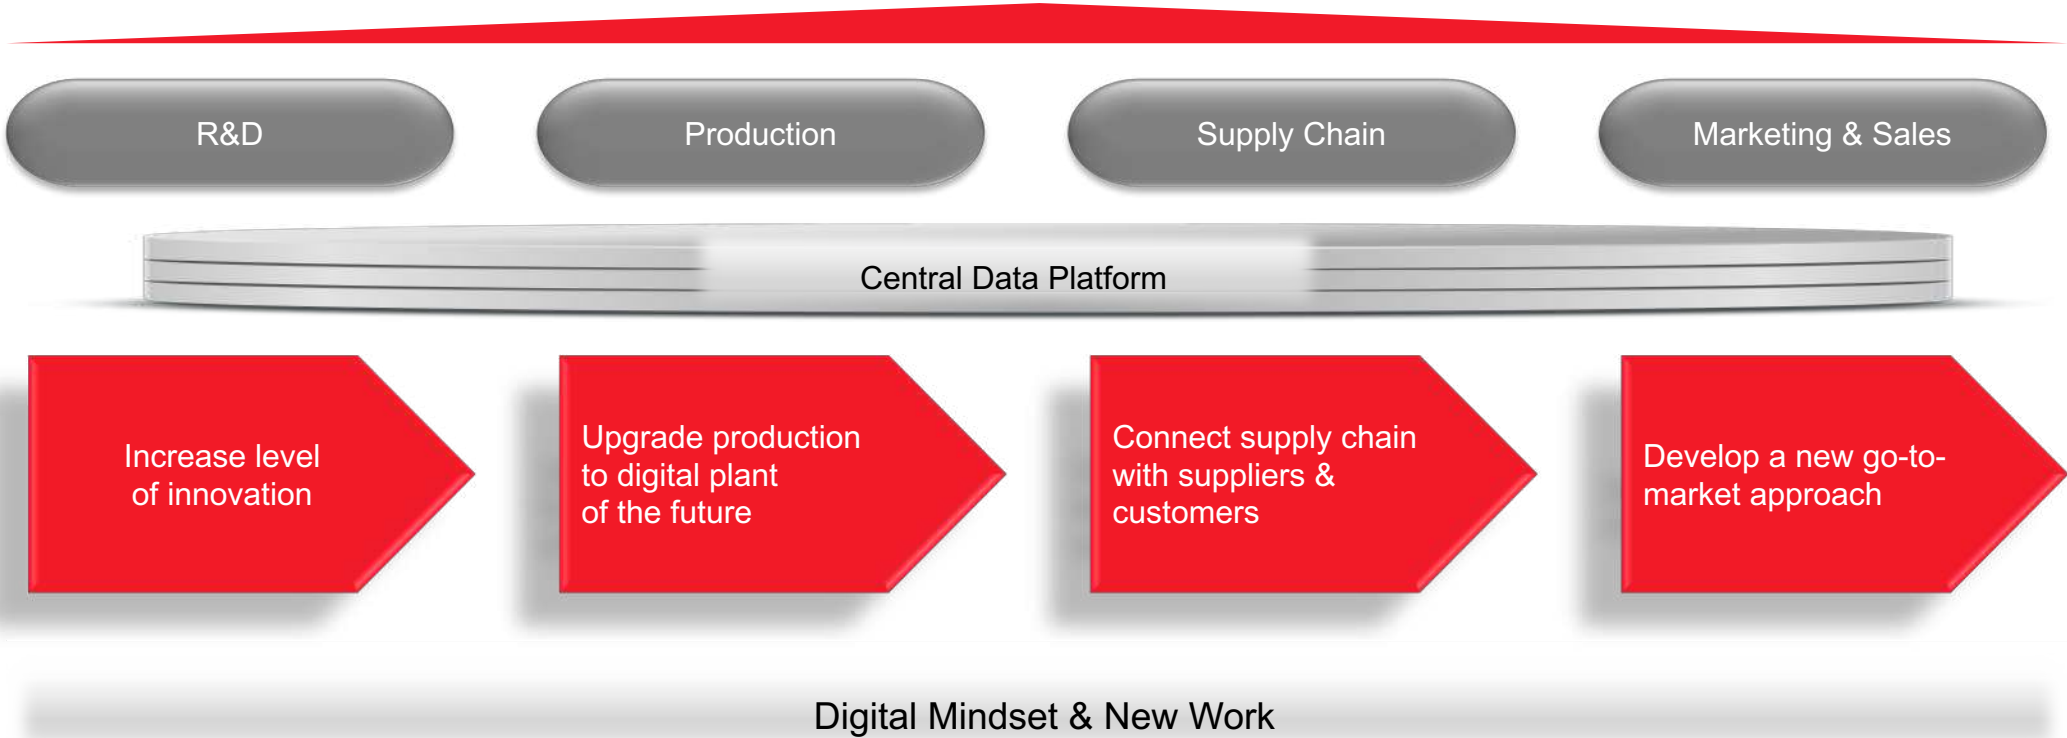 R&D
Production
Supply Chain
Marketing & Sales
Central Data Platform
Increase level
of innovation
Upgrade production
to digital plant
of the future
Connect supply chain
with suppliers &
customers
Develop a new go-to-
market approach
Digital Mindset & New Work